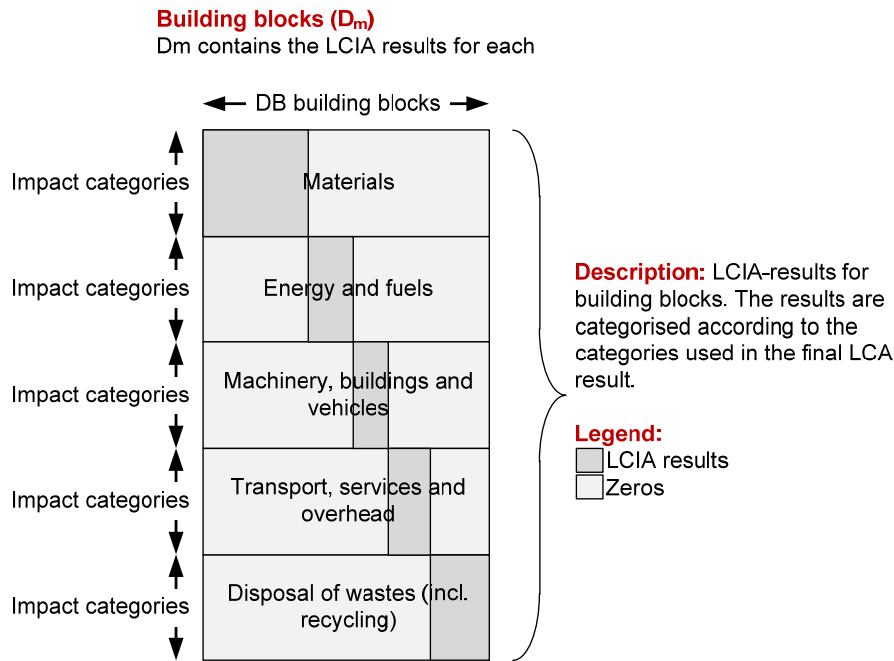 Building blocks (Dm)
Dm contains the LCIA results for each
DB building blocks
Impact categories
Materials
Impact categories
Energy and fuels
Impact categories
Machinery, buildings and
vehicles
Impact categories
Transport, services and
overhead
Impact categories
Disposal of wastes (incl.
recycling)
Description: LCIA-results for
building blocks. The results are
categorised according to the
categories used in the final LCA
result.
Legend:
LCIA results
Zeros